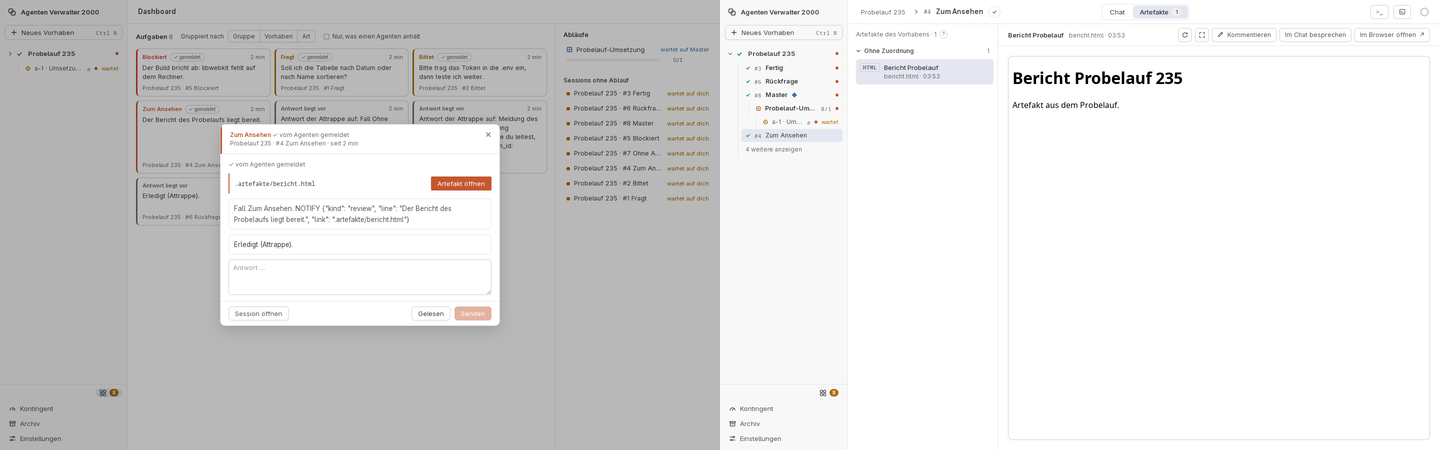 Agenten Verwalter 2000
Dashboard
Neues Vorhaben Ctrl N
Aufgaben 8 Gruppiert nach Gruppe Vorhaben Art Nur, was einen Agenten anhält
Probelauf 235
a-1 · Umsetzu... wartet
Blockiert ✓ gemeldet 2 min
Der Build bricht ab: libwebkit fehlt auf
dem Rechner.
Probelauf 235 · #5 Blockiert
Fragt ✓ gemeldet 2 min
Soll ich die Tabelle nach Datum oder
nach Name sortieren?
Probelauf 235 · #1 Fragt
Bittet ✓ gemeldet 2 min
Bitte trag das Token in die .env ein,
dann teste ich weiter.
Probelauf 235 · #2 Bittet
Zum Ansehen ✓ gemeldet 2 min
Der Bericht des Probelaufs liegt bereit.
Probelauf 235 · #4 Zum An
Antwort liegt vor 2 min
Antwort der Attrappe auf: Fall Ohne
Antwort liegt vor 2 min
Antwort der Attrappe auf: Meldung des
Antwort liegt vor
Erledigt (Attrappe).
Probelauf 235 · #6 Rückfrage
Abläufe
Probelauf-Umsetzung wartet auf Master
0/1
Sessions ohne Ablauf
Probelauf 235 · #3 Fertig wartet auf dich
Probelauf 235 · #6 Rückfra... wartet auf dich
Probelauf 235 · #8 Master wartet auf dich
Probelauf 235 · #5 Blockiert wartet auf dich
Probelauf 235 · #7 Ohne A... wartet auf dich
Probelauf 235 · #4 Zum An... wartet auf dich
Probelauf 235 · #2 Bittet wartet auf dich
Probelauf 235 · #1 Fragt wartet auf dich
Zum Ansehen ✓ vom Agenten gemeldet
Probelauf 235 · #4 Zum Ansehen · seit 2 min
✓ vom Agenten gemeldet
.artefakte/bericht.html Artefakt öffnen
Fall Zum Ansehen. NOTIFY {"kind": "review", "line": "Der Bericht des
Probelaufs liegt bereit.", "link": ".artefakte/bericht.html"}
Erledigt (Attrappe).
Antwort ...
Session öffnen Gelesen Senden
8
Kontingent
Archiv
Einstellungen
Agenten Verwalter 2000
Neues Vorhaben Ctrl N
Probelauf 235
#3 Fertig
#6 Rückfrage
#8 Master
Probelauf-Um... 0/1
a-1 · Um... wartet
#4 Zum Ansehen
4 weitere anzeigen
8
Kontingent
Archiv
Einstellungen
Probelauf 235 › #4 Zum Ansehen ✓
Chat Artefakte 1
Artefakte des Vorhabens · 1 ?
Ohne Zuordnung 1
HTML Bericht Probelauf
bericht.html · 03:53
Bericht Probelauf bericht.html · 03:53
Kommentieren Im Chat besprechen Im Browser öffnen ↗
Bericht Probelauf 235
Artefakt aus dem Probelauf.